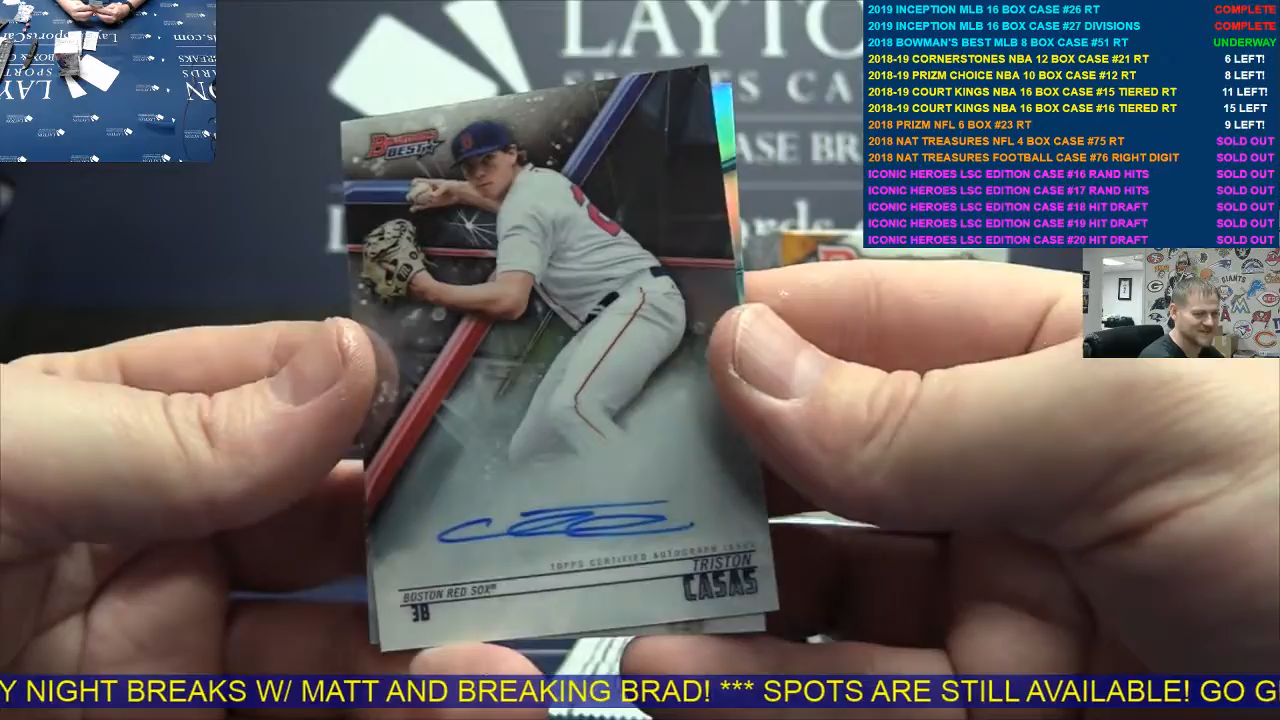 2019 INCEPTION MLB 16 BOX CASE #26 RT COMPLETE
2019 INCEPTION MLB 16 BOX CASE #27 DIVISIONS COMPLETE
2018 BOWMAN'S BEST MLB 8 BOX CASE #51 RT UNDERWAY
2018-19 CORNERSTONES NBA 12 BOX CASE #21 RT 6 LEFT!
2018-19 PRIZM CHOICE NBA 10 BOX CASE #12 RT 8 LEFT!
2018-19 COURT KINGS NBA 16 BOX CASE #15 TIERED RT 11 LEFT!
2018-19 COURT KINGS NBA 16 BOX CASE #16 TIERED RT 15 LEFT
2018 PRIZM NFL 6 BOX #23 RT 9 LEFT!
2018 NAT TREASURES NFL 4 BOX CASE #75 RT SOLD OUT
2018 NAT TREASURES FOOTBALL CASE #76 RIGHT DIGIT SOLD OUT
ICONIC HEROES LSC EDITION CASE #16 RAND HITS SOLD OUT
ICONIC HEROES LSC EDITION CASE #17 RAND HITS SOLD OUT
ICONIC HEROES LSC EDITION CASE #18 HIT DRAFT SOLD OUT
ICONIC HEROES LSC EDITION CASE #19 HIT DRAFT SOLD OUT
ICONIC HEROES LSC EDITION CASE #20 HIT DRAFT SOLD OUT
LAYTO
SPORTS CA
ASE BR
BOWMAN'S
BEST
TOPPS CERTIFIED AUTOGRAPH ISSUE
TRISTON
CASAS
BOSTON RED SOX
3B
GIANTS
Y NIGHT BREAKS W/ MATT AND BREAKING BRAD! *** SPOTS ARE STILL AVAILABLE! GO G